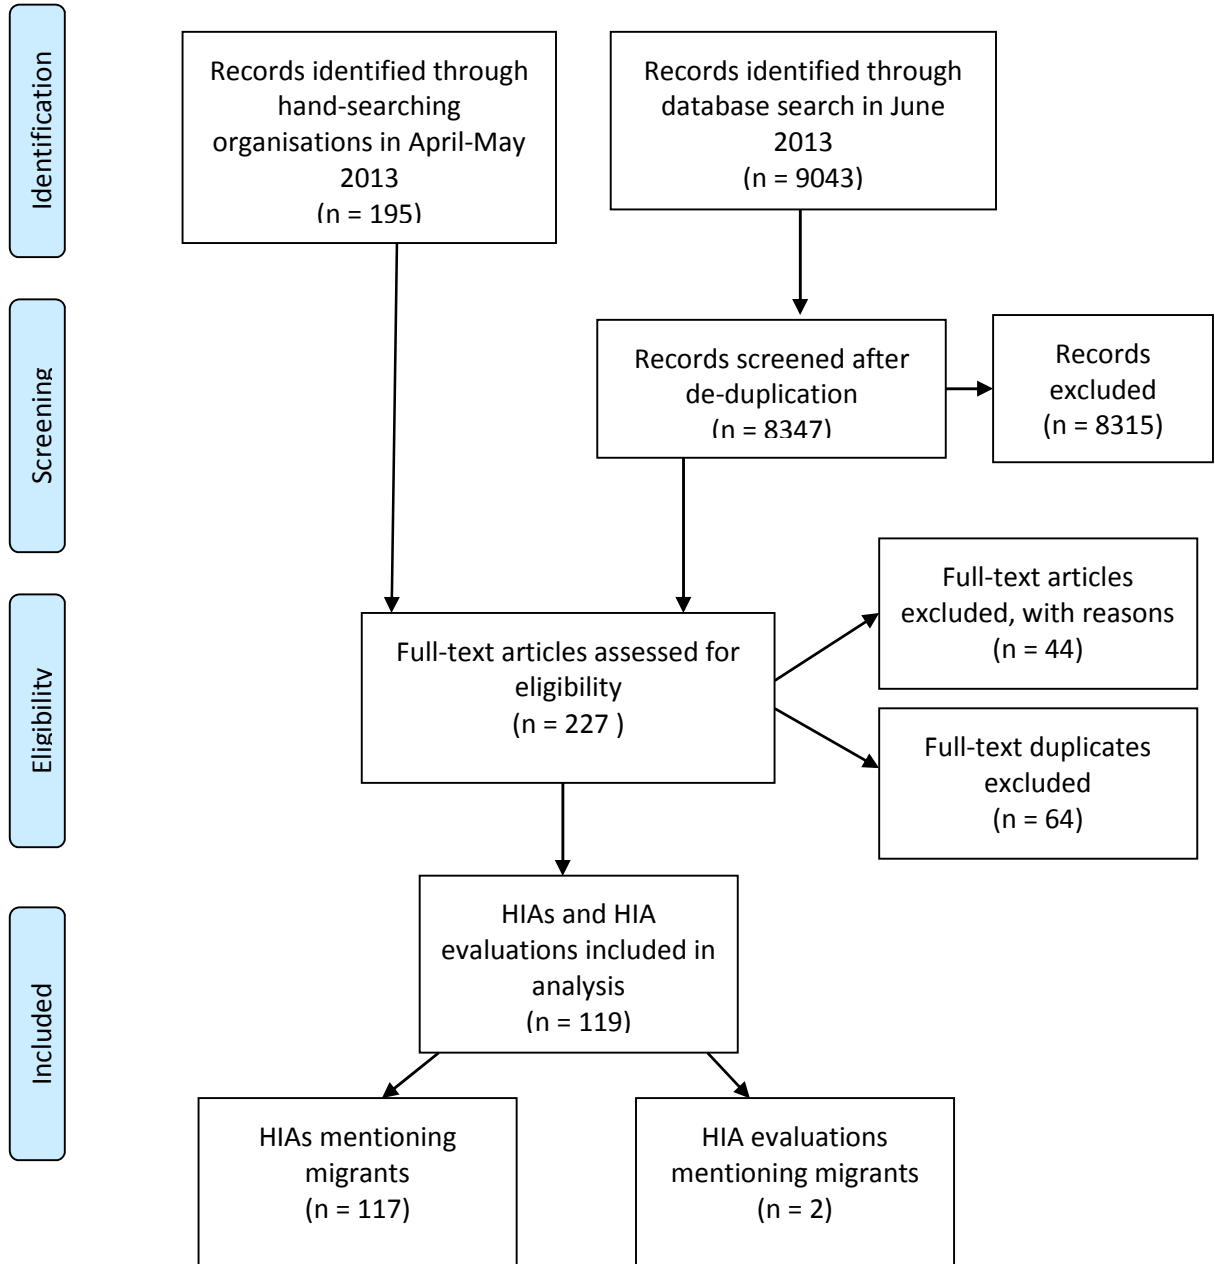 Identification
Records identified through
hand-searching
organisations in April-May
2013
(n = 195)
Records identified through
database search in June
2013
(n = 9043)
Screening
Records screened after
de-duplication
(n = 8347)
Records
excluded
(n = 8315)
Eligibility
Full-text articles assessed for
eligibility
(n = 227 )
Full-text articles
excluded, with reasons
(n = 44)
Full-text duplicates
excluded
(n = 64)
Included
HIAs and HIA
evaluations included in
analysis
(n = 119)
HIAs mentioning
migrants
(n = 117)
HIA evaluations
mentioning migrants
(n = 2)